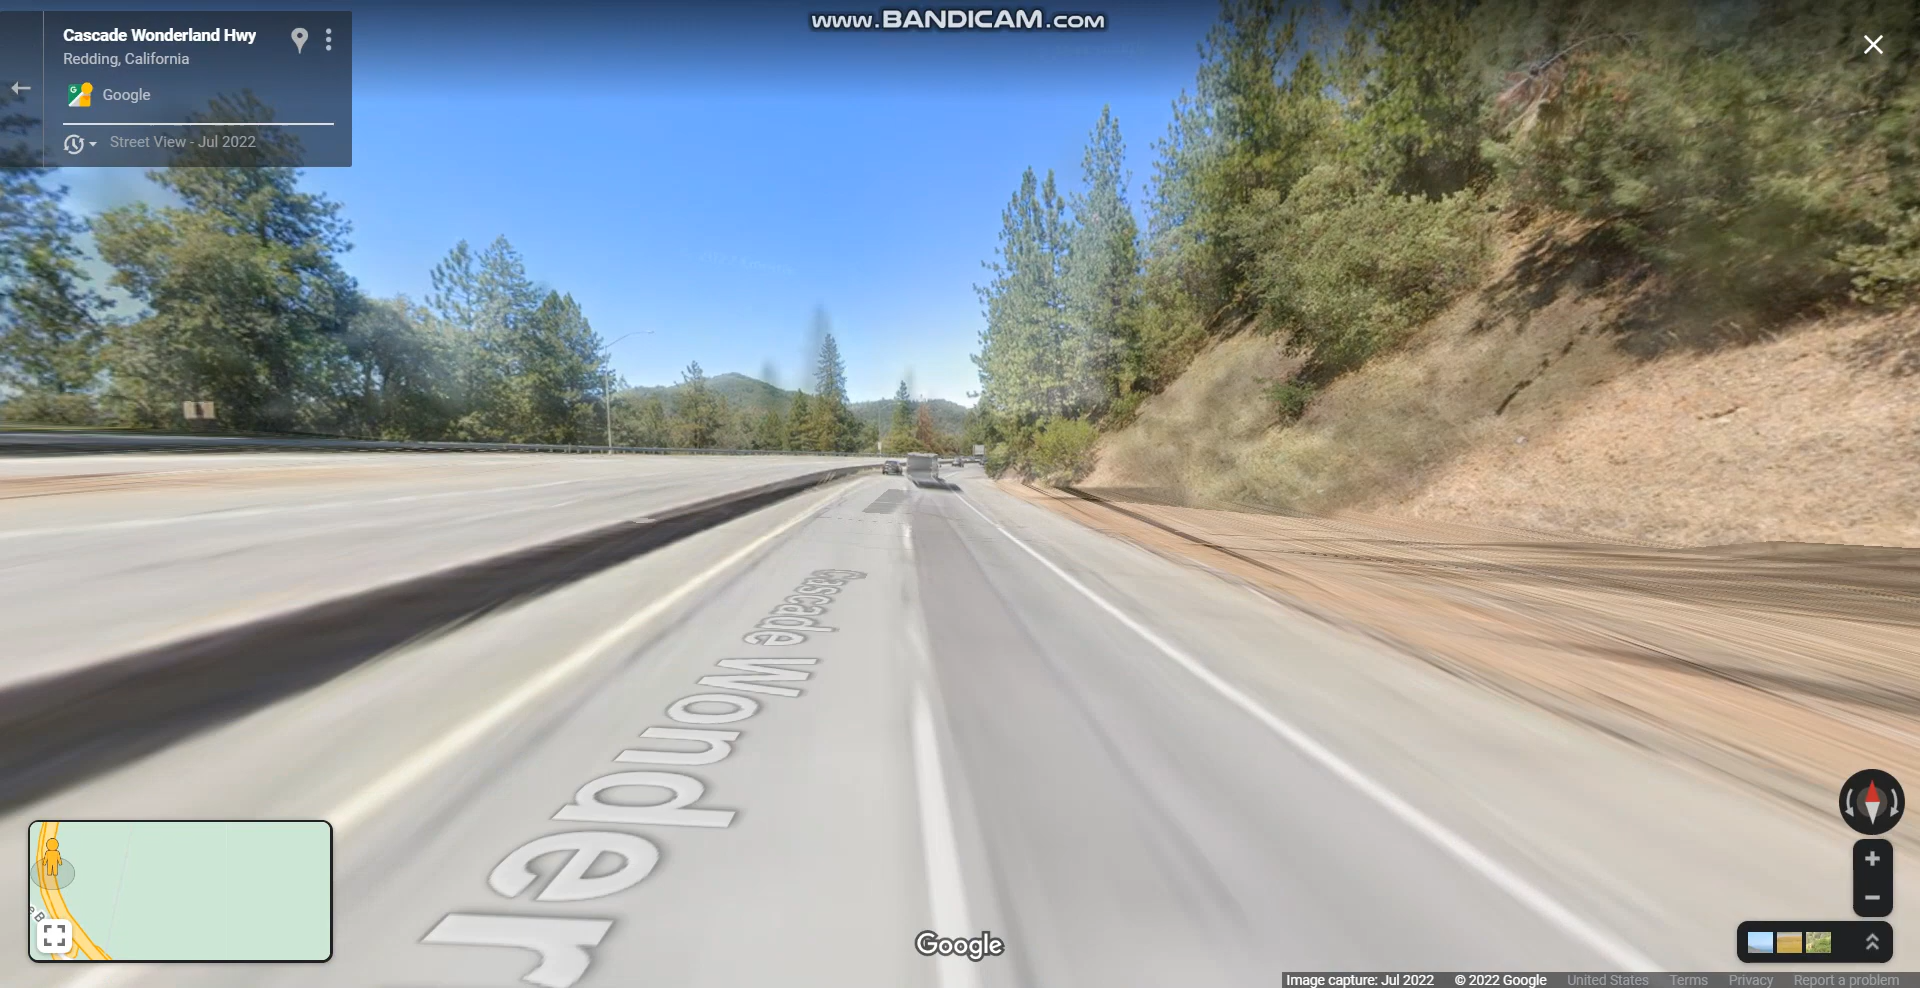 www.BANDICAM.com
Cascade Wonderland Hwy
Redding, California
Google
Street View - Jul 2022
Cascade Wonder
Google
Image capture: Jul 2022 © 2022 Google United States Terms Privacy Report a problem